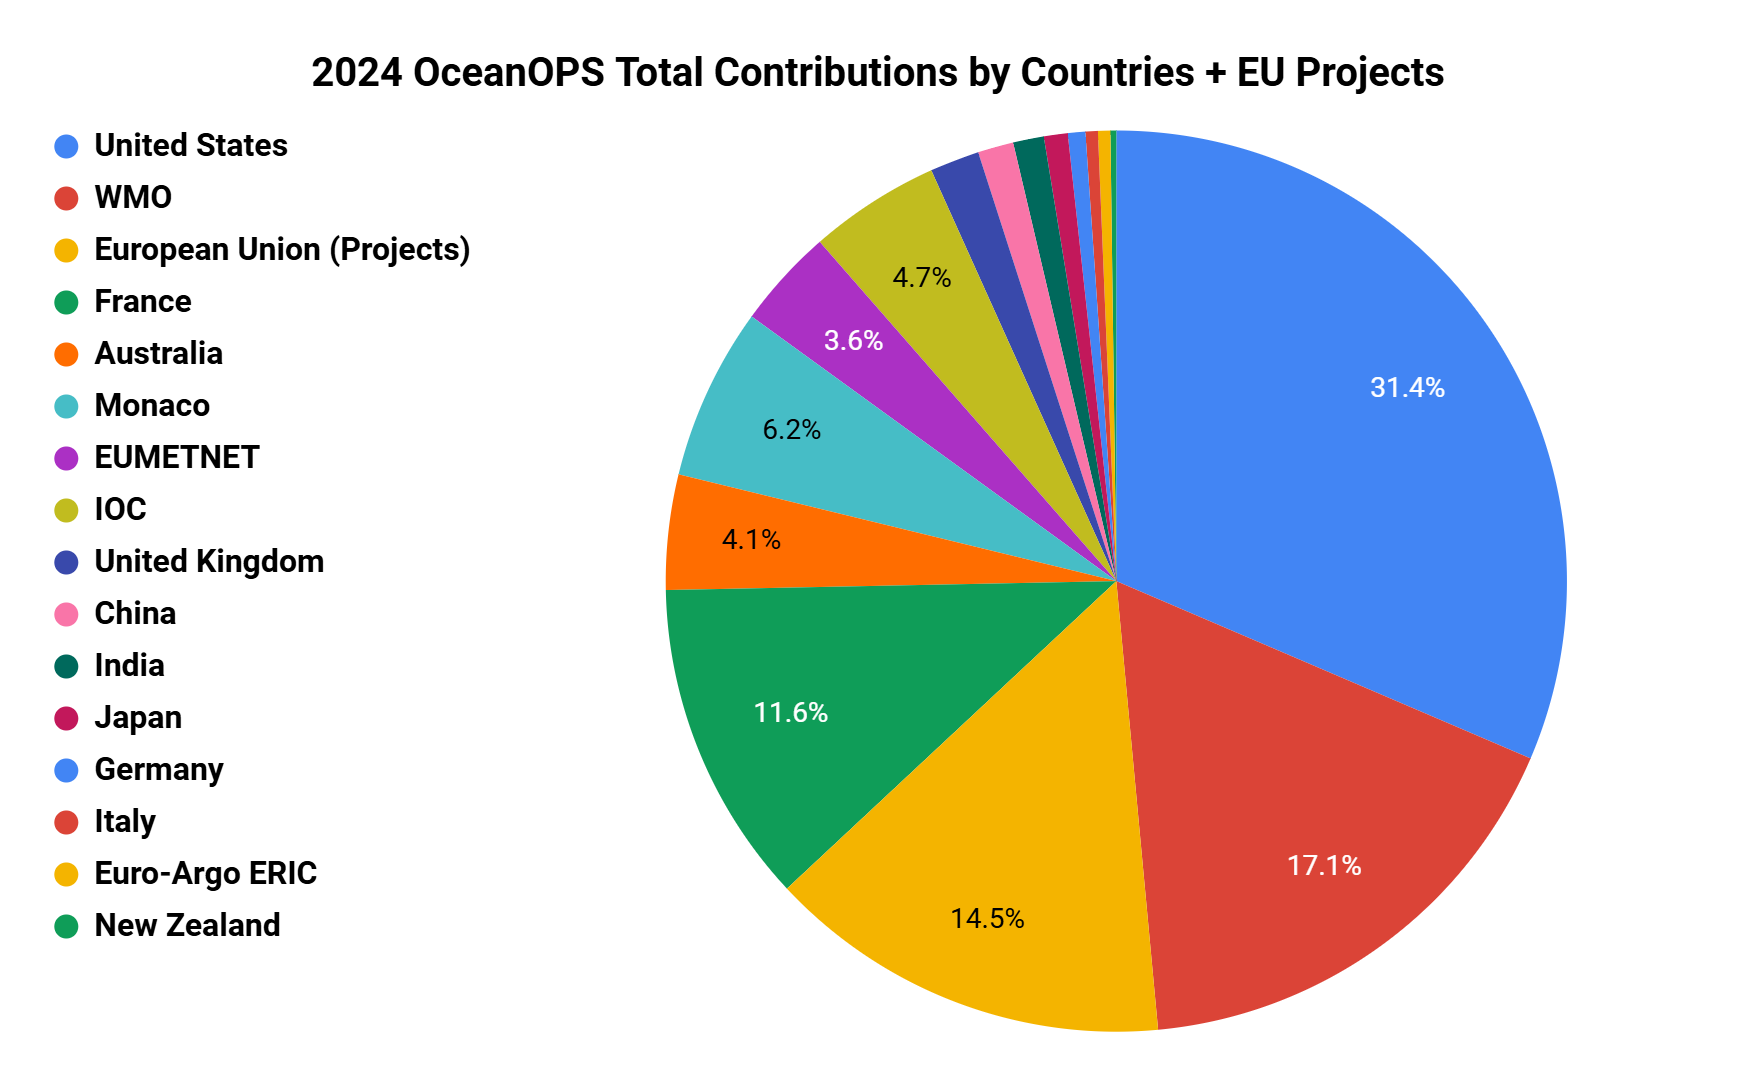 2024 OceanOPS Total Contributions by Countries + EU Projects
United States
WMO
European Union (Projects)
France
Australia
Monaco
EUMETNET
IOC
United Kingdom
China
India
Japan
Germany
Italy
Euro-Argo ERIC
New Zealand
4.7%
3.6%
31.4%
6.2%
4.1%
11.6%
17.1%
14.5%